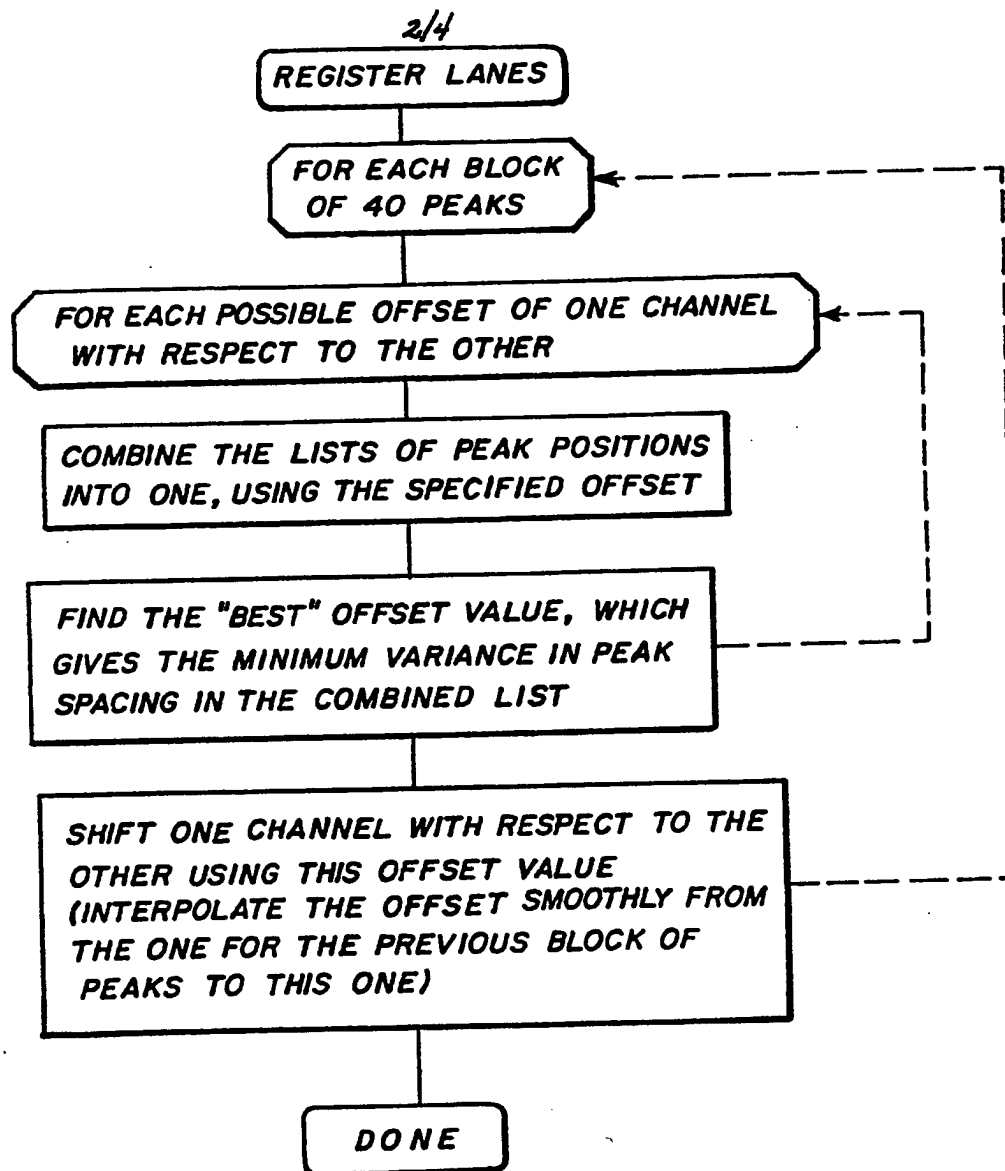 2/4
REGISTER LANES
FOR EACH BLOCK
OF 40 PEAKS
FOR EACH POSSIBLE OFFSET OF ONE CHANNEL
WITH RESPECT TO THE OTHER
COMBINE THE LISTS OF PEAK POSITIONS
INTO ONE, USING THE SPECIFIED OFFSET
FIND THE "BEST" OFFSET VALUE, WHICH
GIVES THE MINIMUM VARIANCE IN PEAK
SPACING IN THE COMBINED LIST
SHIFT ONE CHANNEL WITH RESPECT TO THE
OTHER USING THIS OFFSET VALUE
(INTERPOLATE THE OFFSET SMOOTHLY FROM
THE ONE FOR THE PREVIOUS BLOCK OF
PEAKS TO THIS ONE)
DONE